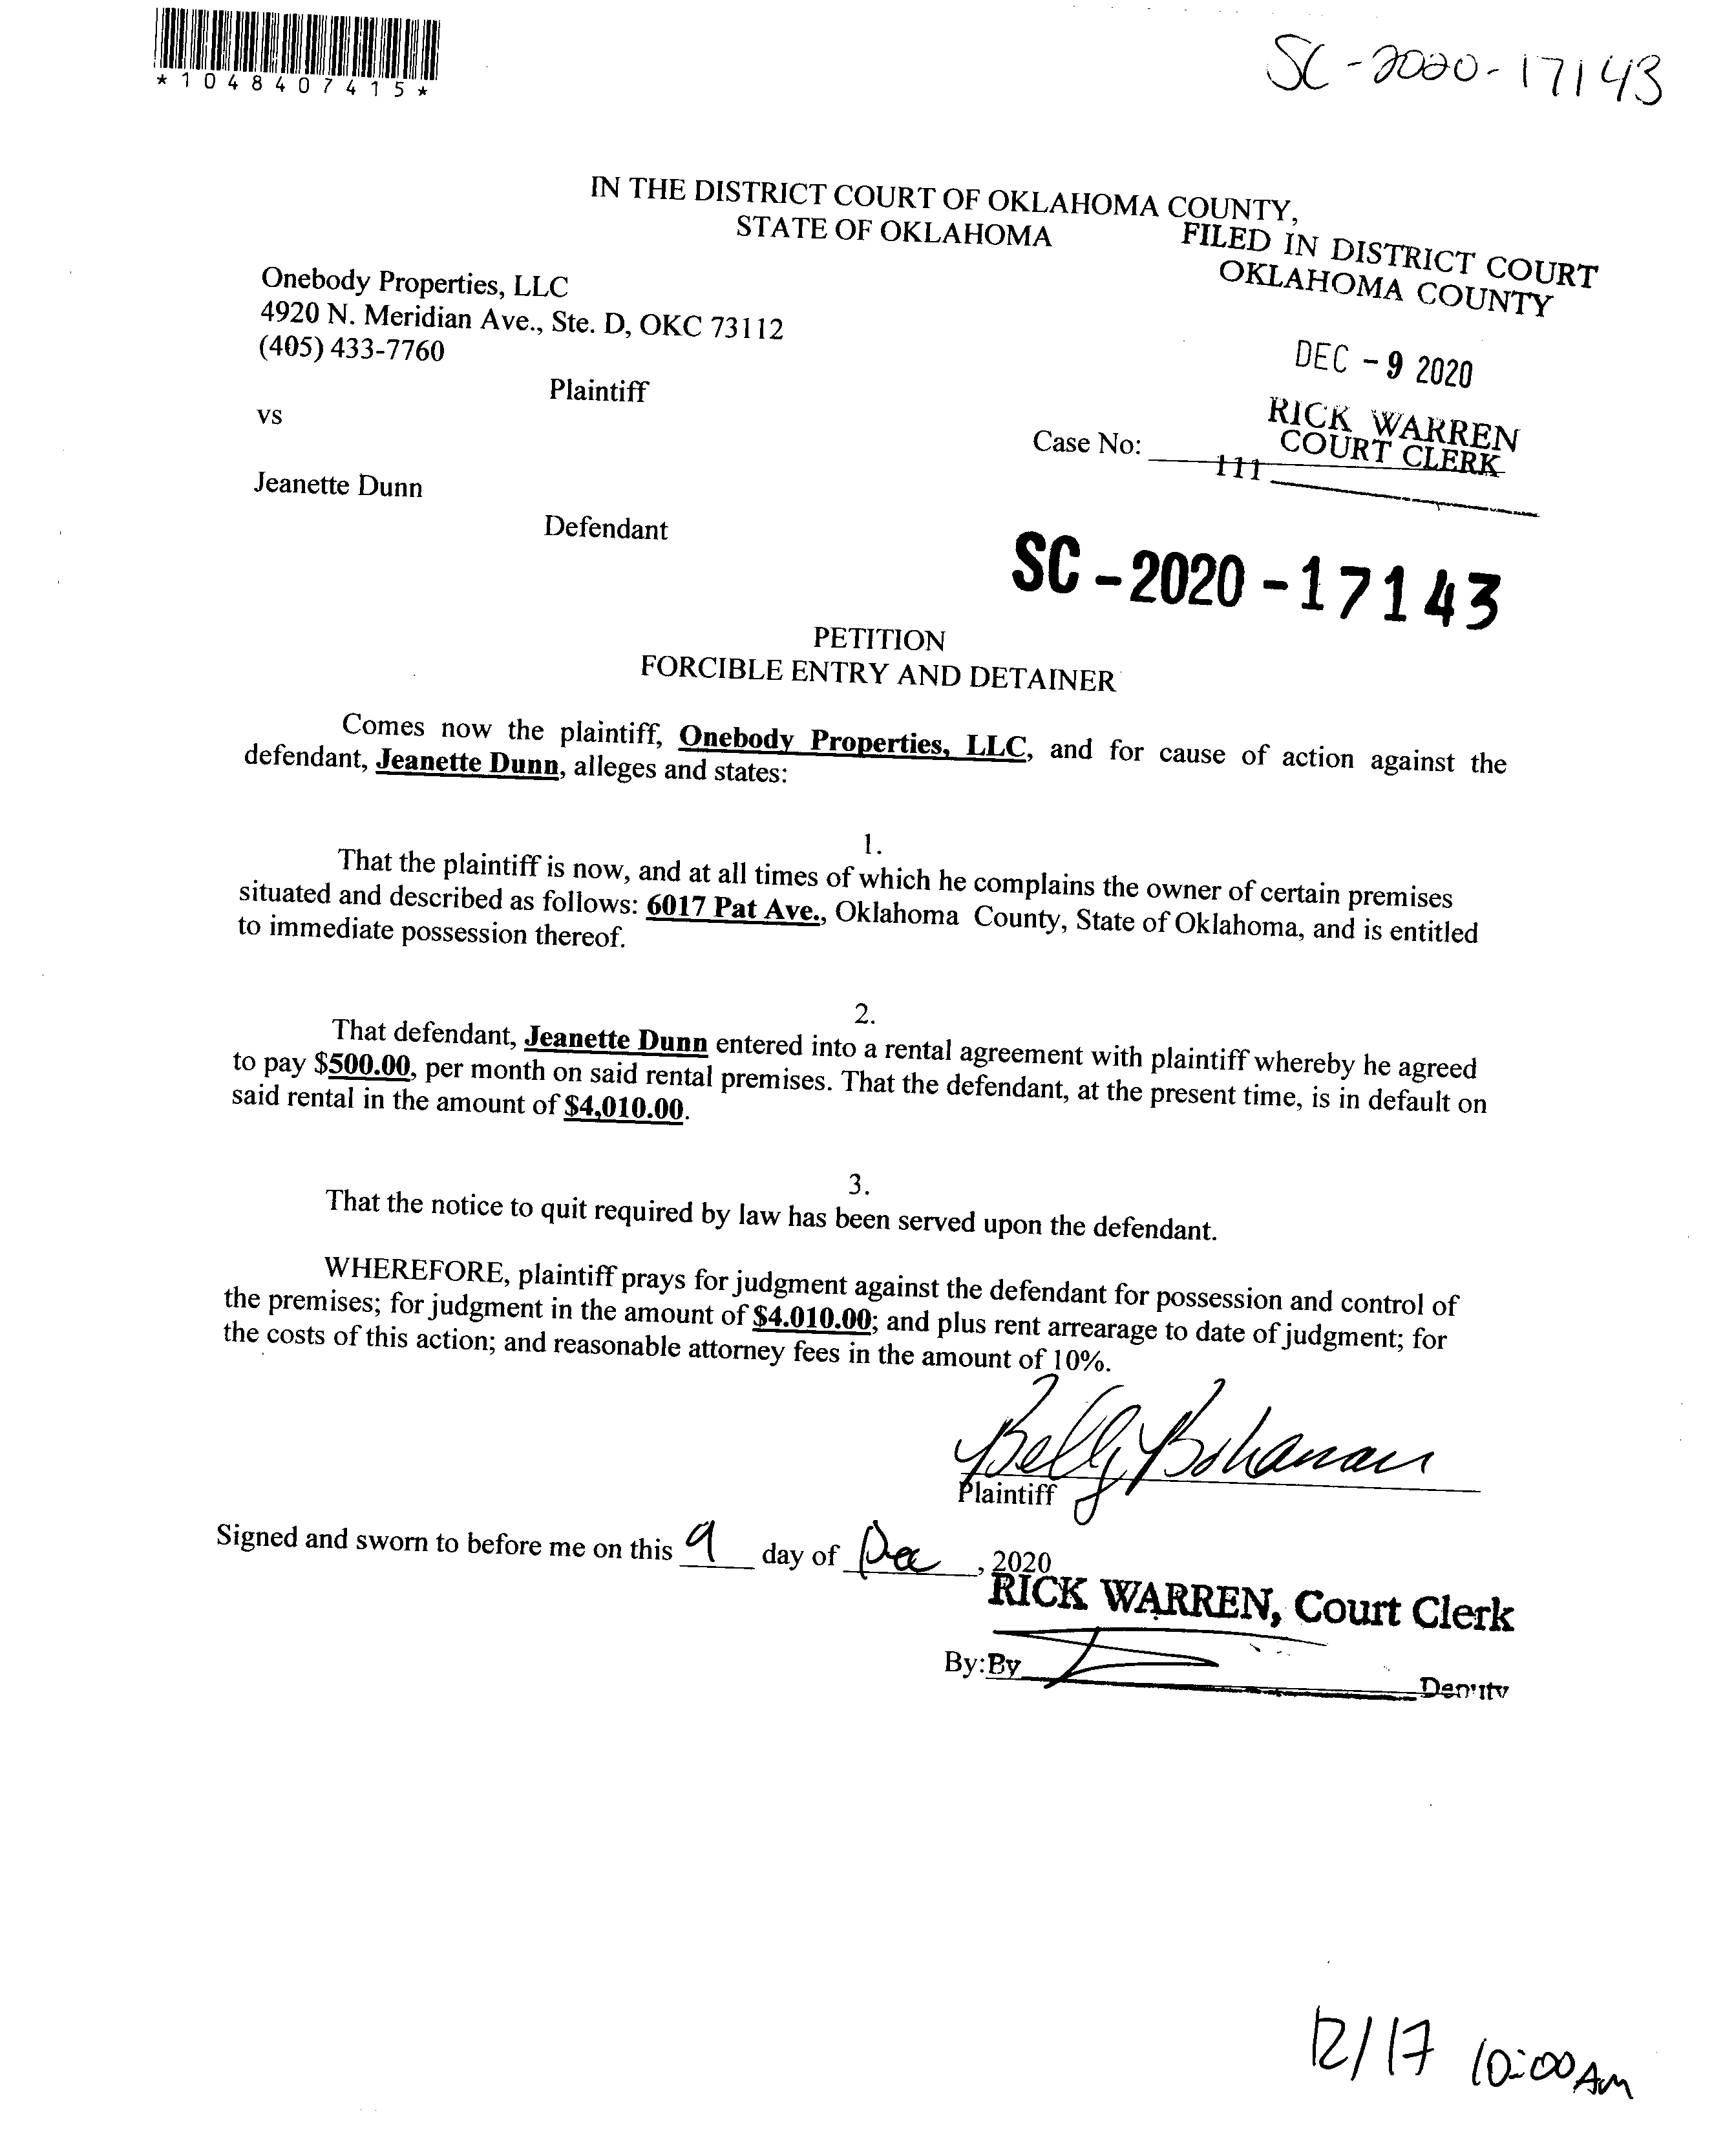 *1048407415*
SC-2020-17143
IN THE DISTRICT COURT OF OKLAHOMA COUNTY,
STATE OF OKLAHOMA
FILED IN DISTRICT COURT
OKLAHOMA COUNTY
Onebody Properties, LLC
4920 N. Meridian Ave., Ste. D, OKC 73112
(405) 433-7760
DEC - 9 2020
Plaintiff
vs
RICK WARREN
COURT CLERK
Case No:
111
Jeanette Dunn
Defendant
SC-2020-17143
PETITION
FORCIBLE ENTRY AND DETAINER
Comes now the plaintiff, Onebody Properties, LLC, and for cause of action against the
defendant, Jeanette Dunn, alleges and states:
1.
That the plaintiff is now, and at all times of which he complains the owner of certain premises
situated and described as follows: 6017 Pat Ave., Oklahoma County, State of Oklahoma, and is entitled
to immediate possession thereof.
2.
That defendant, Jeanette Dunn entered into a rental agreement with plaintiff whereby he agreed
to pay $500.00, per month on said rental premises. That the defendant, at the present time, is in default on
said rental in the amount of $4,010.00.
3.
That the notice to quit required by law has been served upon the defendant.
WHEREFORE, plaintiff prays for judgment against the defendant for possession and control of
the premises; for judgment in the amount of $4.010.00; and plus rent arrearage to date of judgment; for
the costs of this action; and reasonable attorney fees in the amount of 10%.
Plaintiff
Signed and sworn to before me on this 9 day of Dec, 2020
RICK WARREN, Court Clerk
By:By Deputy
12/17 10:00 AM